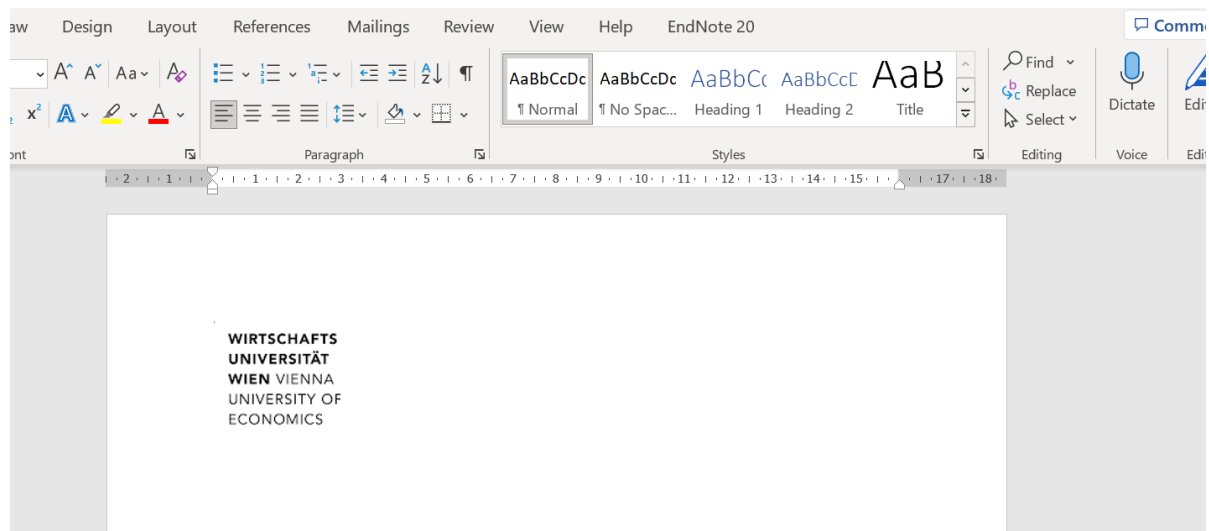 aw Design Layout References Mailings Review View Help EndNote 20 Comme
A A Aa A
AaBbCcDc AaBbCcDc AaBbC AaBbCcD AaB
¶ Normal ¶ No Spac... Heading 1 Heading 2 Title
x² A A
Find
Replace
Select
Dictate
Edi
ont Paragraph Styles Editing Voice Edi
2 1 1 2 3 4 5 6 7 8 9 10 11 12 13 14 15 17 18
WIRTSCHAFTS
UNIVERSITÄT
WIEN VIENNA
UNIVERSITY OF
ECONOMICS